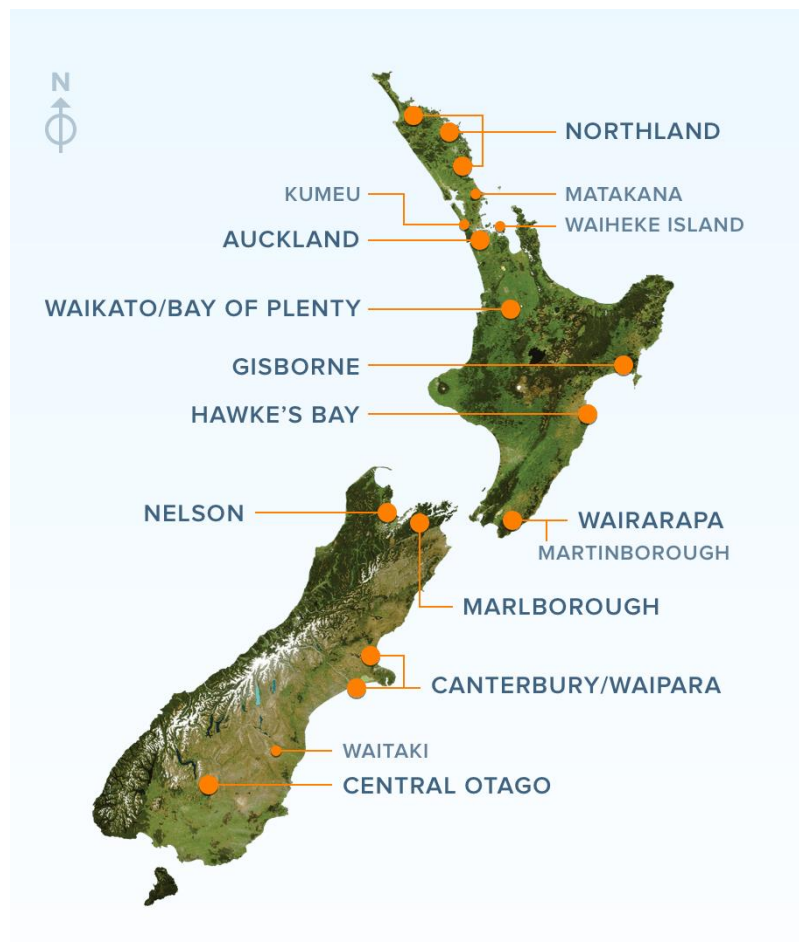 N
NORTHLAND
KUMEU
MATAKANA
WAIHEKE ISLAND
AUCKLAND
WAIKATO/BAY OF PLENTY
GISBORNE
HAWKE’S BAY
NELSON
WAIRARAPA
MARTINBOROUGH
MARLBOROUGH
CANTERBURY/WAIPARA
WAITAKI
CENTRAL OTAGO